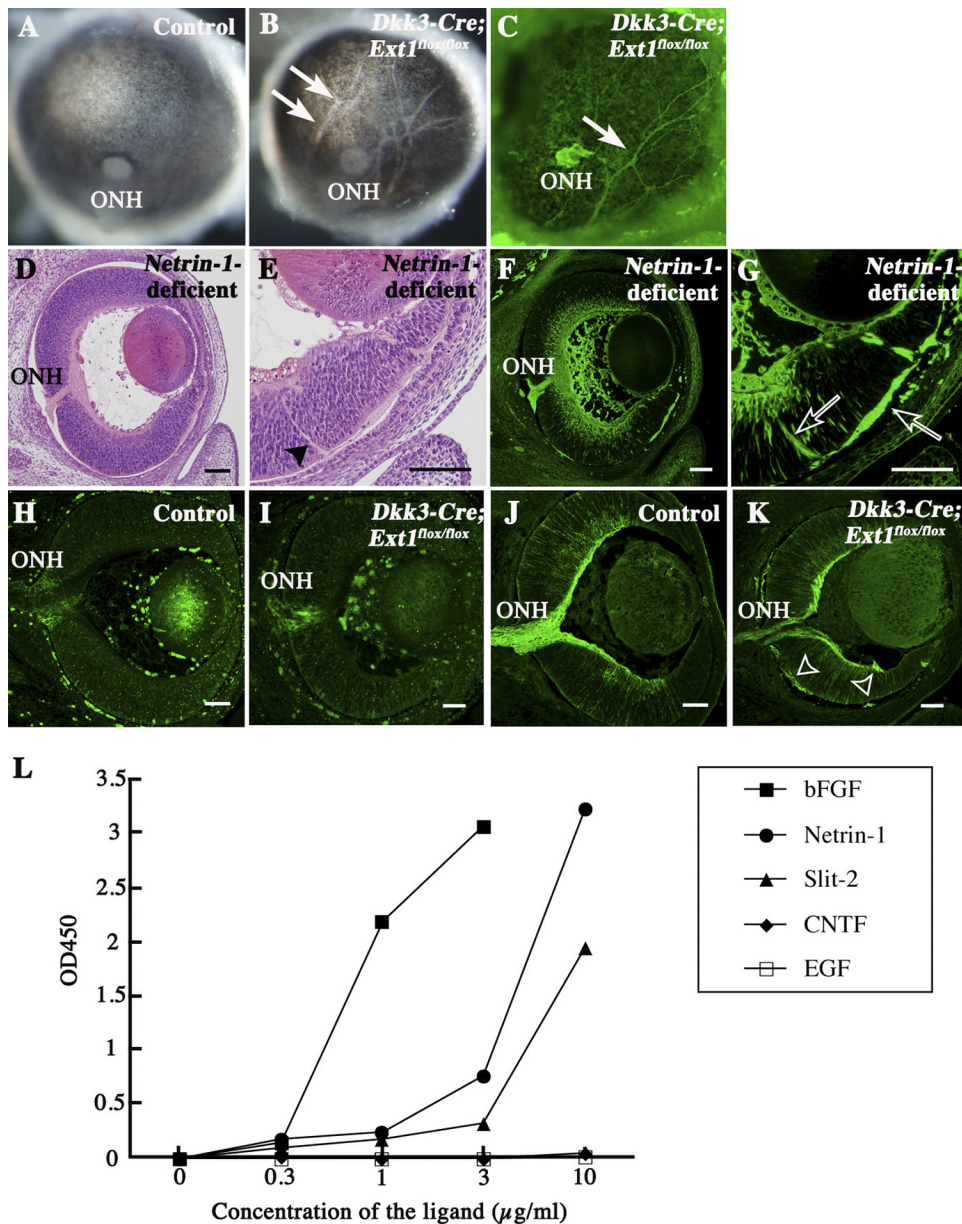 A Control
ONH
B Dkk3-Cre;
Ext1flox/flox
ONH
C Dkk3-Cre;
Ext1flox/flox
ONH
D Netrin-1-
deficient
ONH
E Netrin-1-
deficient
F Netrin-1-
deficient
ONH
G Netrin-1-
deficient
H Control
ONH
I Dkk3-Cre;
Ext1flox/flox
ONH
J Control
ONH
K Dkk3-Cre;
Ext1flox/flox
ONH
L
3.5
3
2.5
2
1.5
1
0.5
0
OD450
0 0.3 1 3 10
Concentration of the ligand (µg/ml)
bFGF
Netrin-1
Slit-2
CNTF
EGF